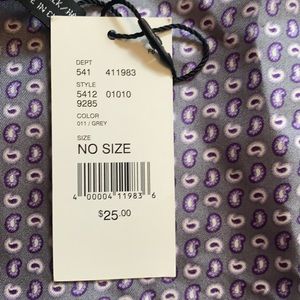 DEPT
541 411983
STYLE
5412 01010
9285
COLOR
011 / GREY
SIZE
NO SIZE
4 00004 11983 6
$25.00